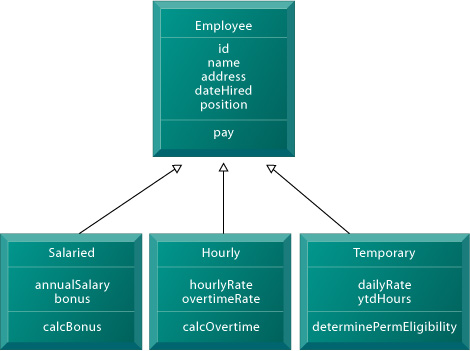 Employee
id
name
address
dateHired
position
pay
Salaried
annualSalary
bonus
calcBonus
Hourly
hourlyRate
overtimeRate
calcOvertime
Temporary
dailyRate
ytdHours
determinePermEligibility